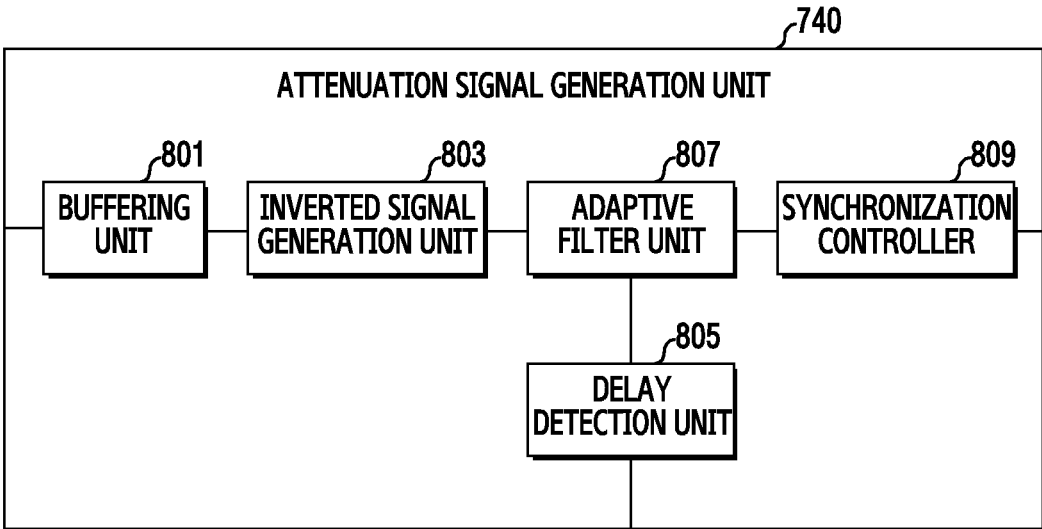 740
ATTENUATION SIGNAL GENERATION UNIT
801
BUFFERING
UNIT
803
INVERTED SIGNAL
GENERATION UNIT
807
ADAPTIVE
FILTER UNIT
809
SYNCHRONIZATION
CONTROLLER
805
DELAY
DETECTION UNIT